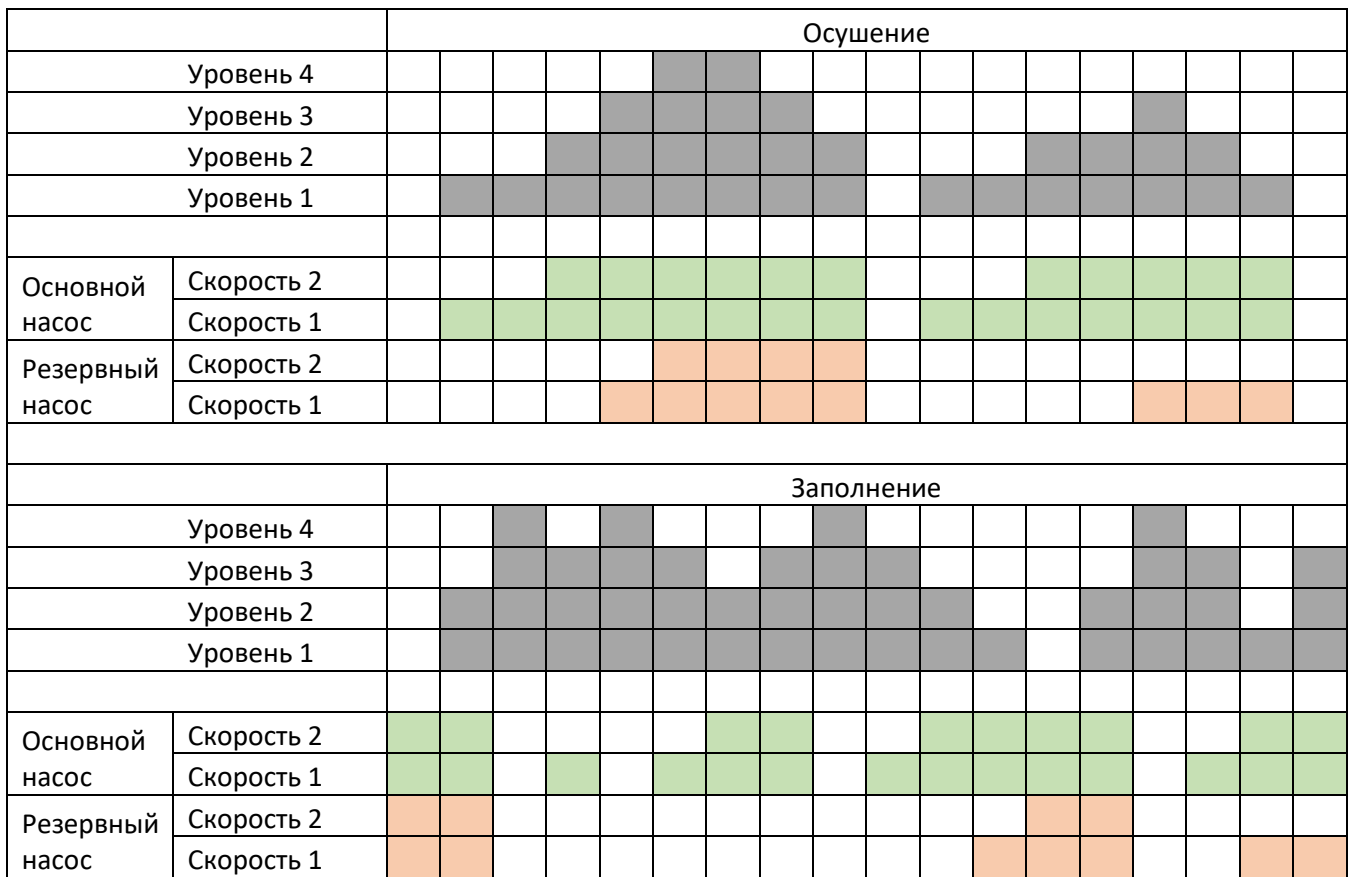 Осушение
Уровень 4
Уровень 3
Уровень 2
Уровень 1
Основной
насос
Скорость 2
Скорость 1
Резервный
насос
Скорость 2
Скорость 1
Заполнение
Уровень 4
Уровень 3
Уровень 2
Уровень 1
Основной
насос
Скорость 2
Скорость 1
Резервный
насос
Скорость 2
Скорость 1